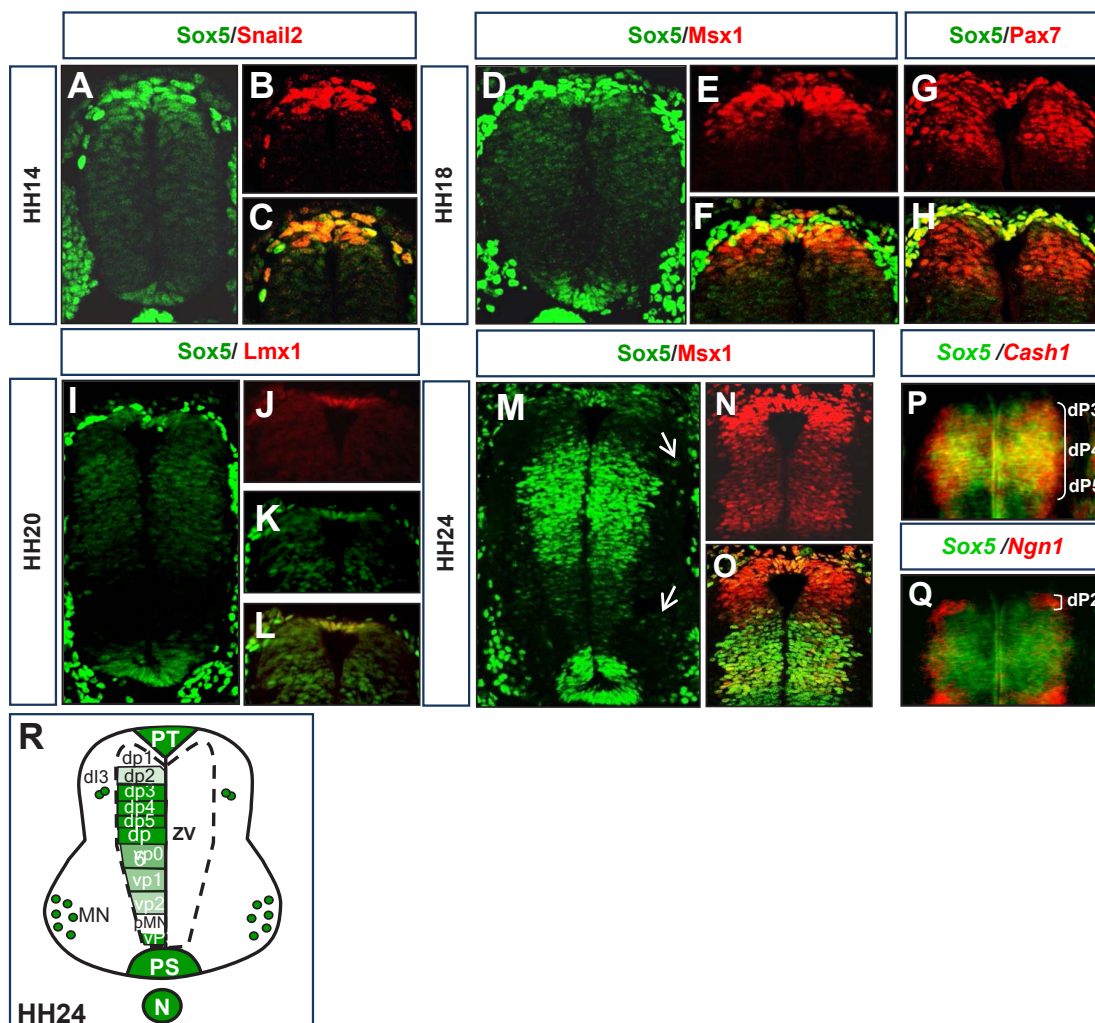 Sox5/Snail2
Sox5/Msx1
Sox5/Pax7
HH14
A
B
C
HH18
D
E
F
G
H
Sox5/ Lmx1
Sox5/Msx1
Sox5 /Cash1
HH20
I
J
K
L
HH24
M
N
O
P
dP3
dP4
dP5
Sox5 /Ngn1
Q
dP2
R
PT
dp1
dI3
dp2
dp3
dp4
dp5
dp
6
ZV
vp0
vp1
vp2
MN
pMN
vP
PS
N
HH24